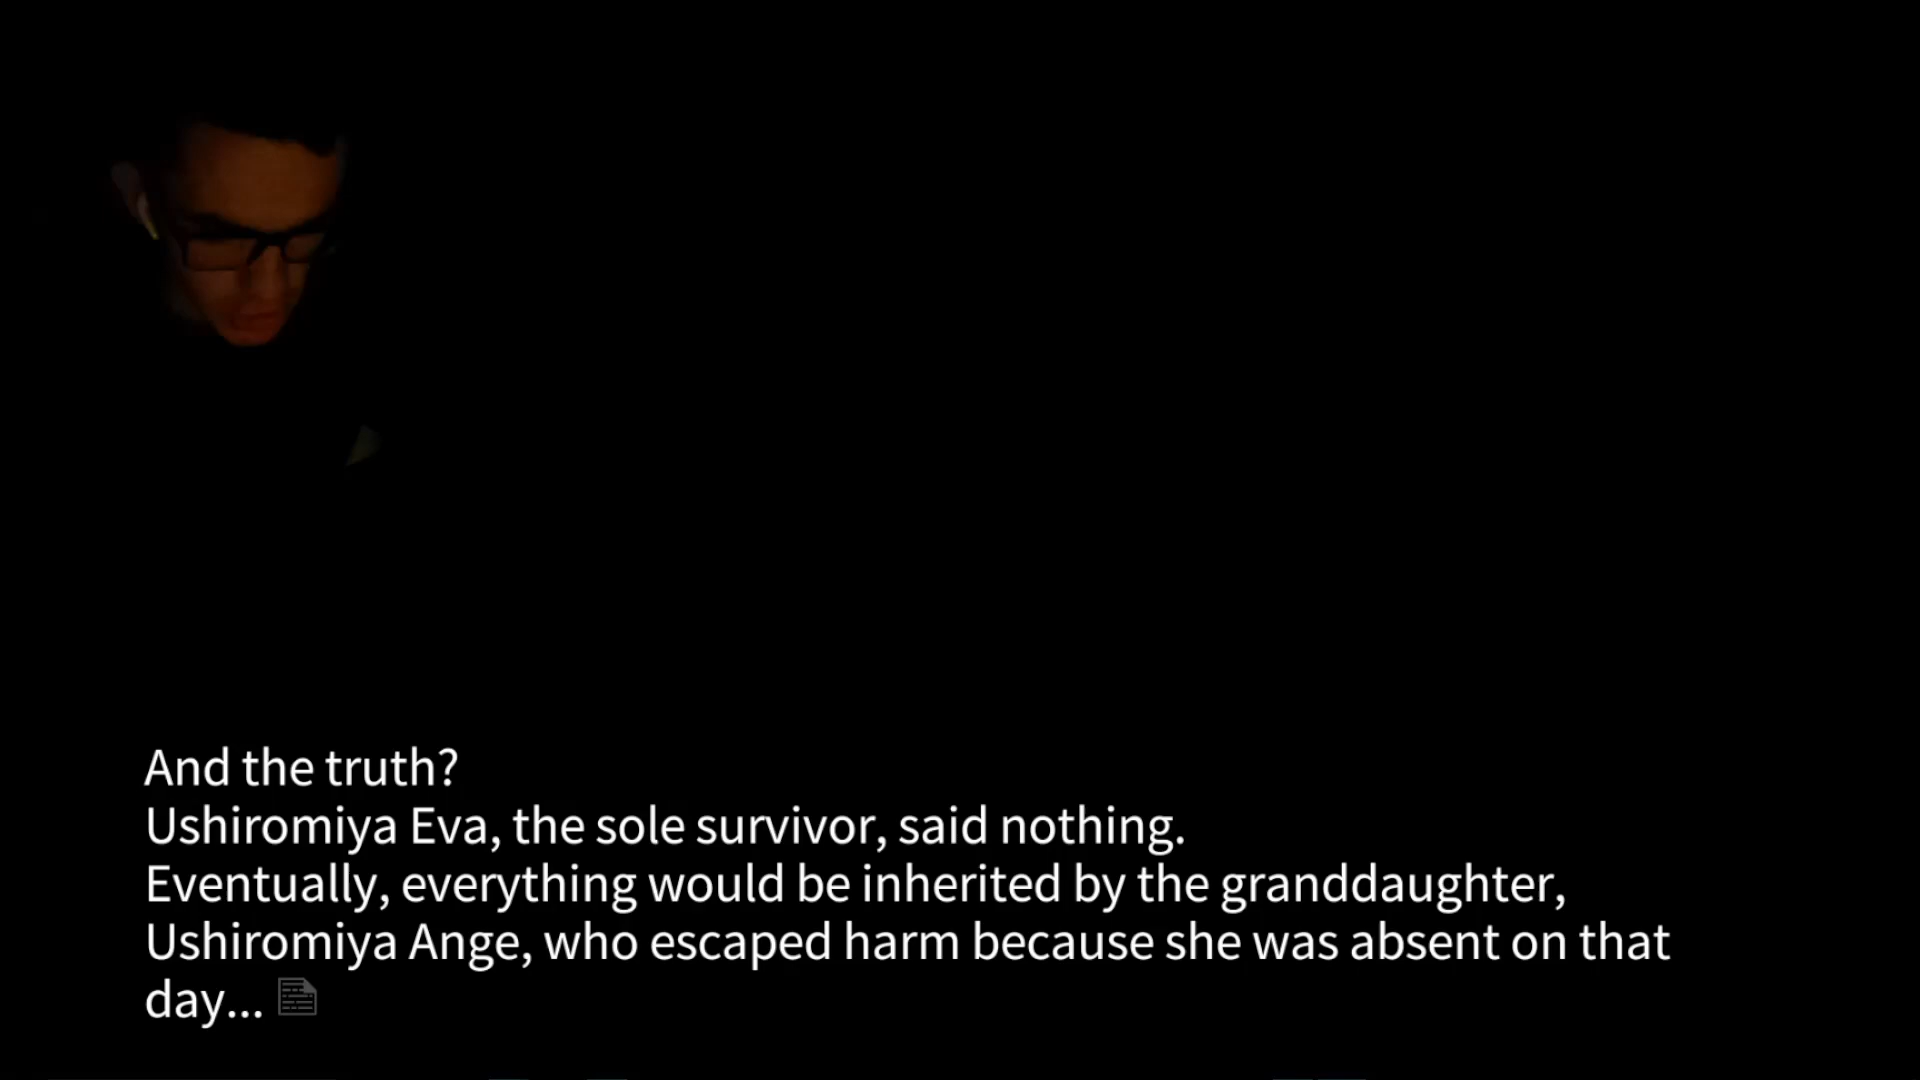 And the truth?
Ushiromiya Eva, the sole survivor, said nothing.
Eventually, everything would be inherited by the granddaughter,
Ushiromiya Ange, who escaped harm because she was absent on that
day...